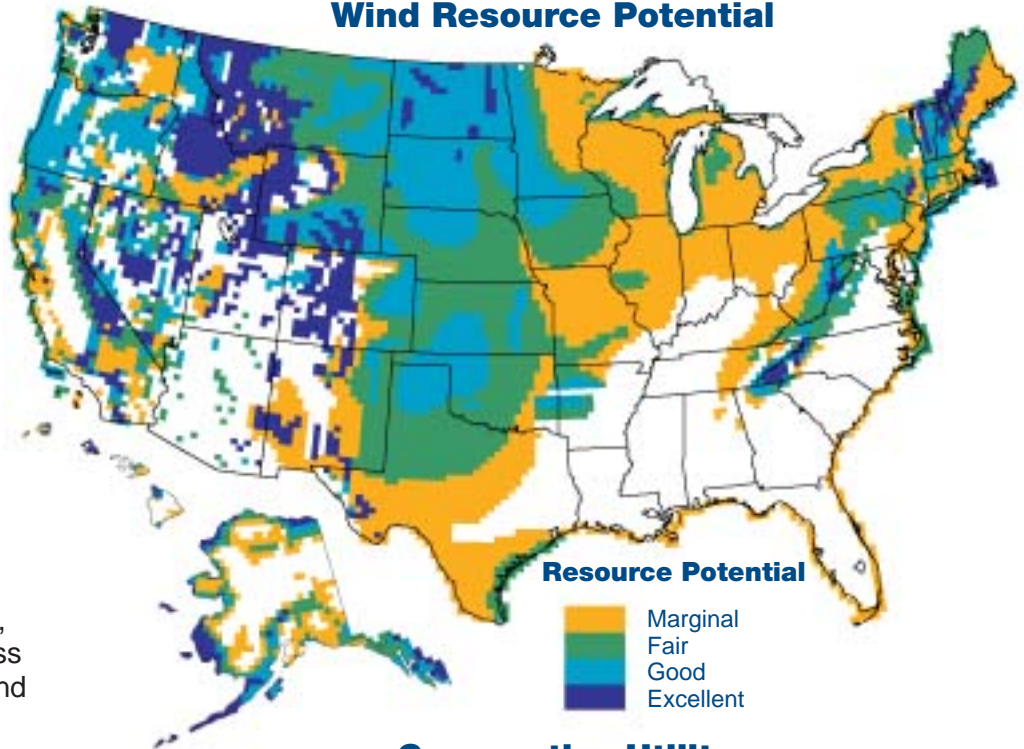 Wind Resource Potential
Resource Potential
Marginal
Fair
Good
Excellent